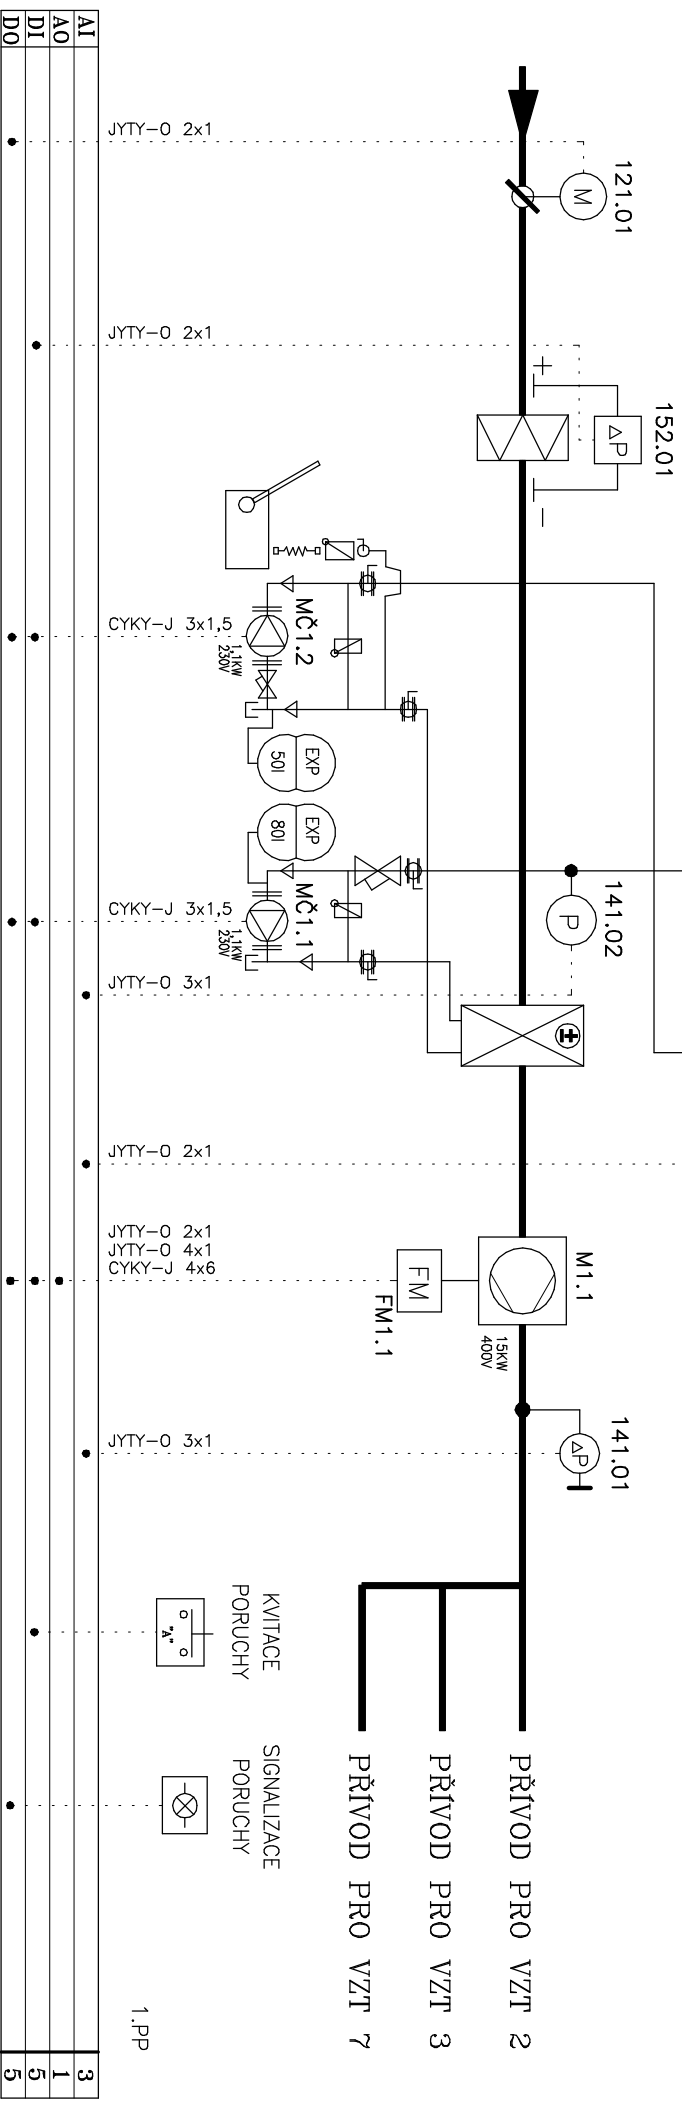 AI
AO
DI
DO
JYTY-O 2x1
121.01
M
JYTY-O 2x1
152.01
ΔP
+
−
CYKY-J 3x1,5
MČ1.2
1,1KW
230V
EXP
50l
EXP
80l
CYKY-J 3x1,5
MČ1.1
1,1KW
230V
141.02
P
JYTY-O 3x1
±
JYTY-O 2x1
JYTY-O 2x1
JYTY-O 4x1
CYKY-J 4x6
FM
FM1.1
M1.1
15KW
400V
141.01
ΔP
JYTY-O 3x1
KVITACE
PORUCHY
"A"
SIGNALIZACE
PORUCHY
PŘÍVOD PRO VZT 2
PŘÍVOD PRO VZT 3
PŘÍVOD PRO VZT 7
1.PP
3
1
5
5